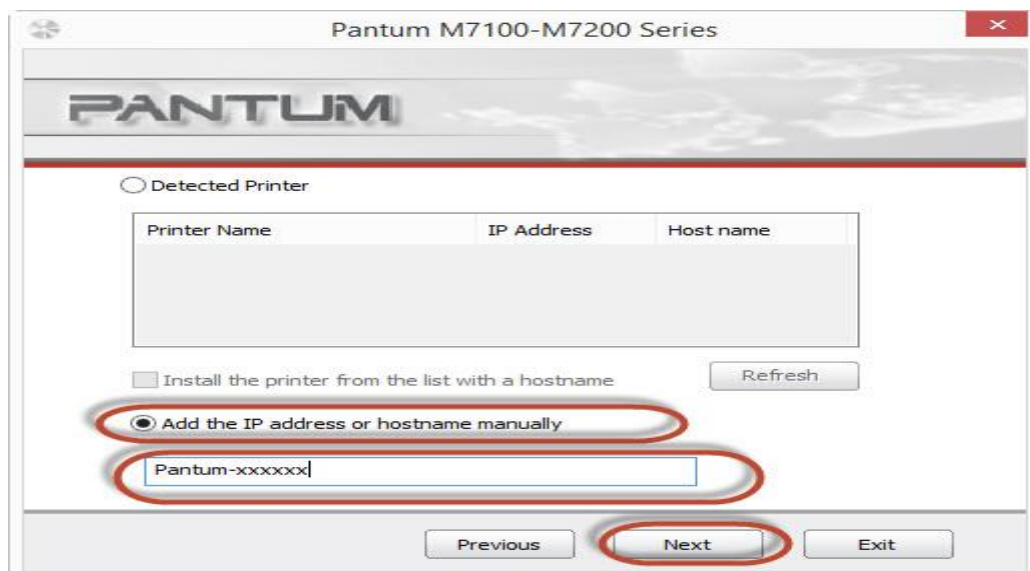 Pantum M7100-M7200 Series
PANTUM
Detected Printer
Printer Name IP Address Host name
Install the printer from the list with a hostname Refresh
Add the IP address or hostname manually
Pantum-xxxxxx
Previous Next Exit